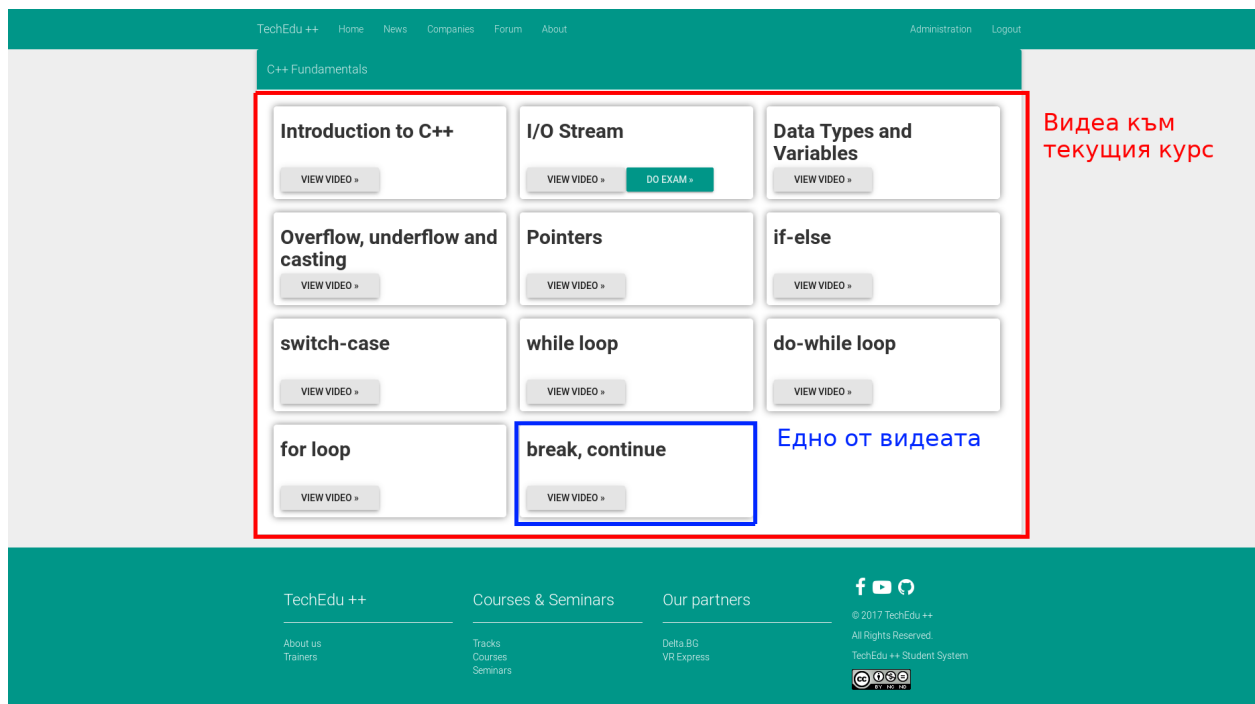 TechEdu ++ Home News Companies Forum About Administration Logout
C++ Fundamentals
Видеа към
текущия курс
Introduction to C++
VIEW VIDEO »
I/O Stream
VIEW VIDEO » DO EXAM »
Data Types and
Variables
VIEW VIDEO »
Overflow, underflow and
casting
VIEW VIDEO »
Pointers
VIEW VIDEO »
if-else
VIEW VIDEO »
switch-case
VIEW VIDEO »
while loop
VIEW VIDEO »
do-while loop
VIEW VIDEO »
for loop
VIEW VIDEO »
break, continue
VIEW VIDEO »
Едно от видеата
TechEdu ++
About us
Trainers
Courses & Seminars
Tracks
Courses
Seminars
Our partners
Delta.BG
VR Express
© 2017 TechEdu ++
All Rights Reserved.
TechEdu ++ Student System
cc
BY NC ND